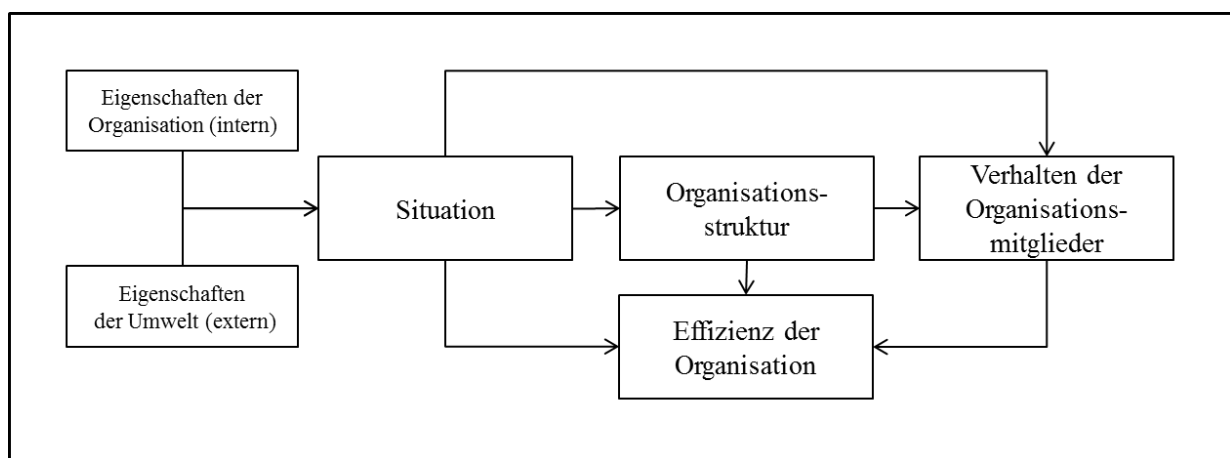 Eigenschaften der
Organisation (intern)
Situation
Organisations-
struktur
Verhalten der
Organisations-
mitglieder
Eigenschaften
der Umwelt (extern)
Effizienz der
Organisation